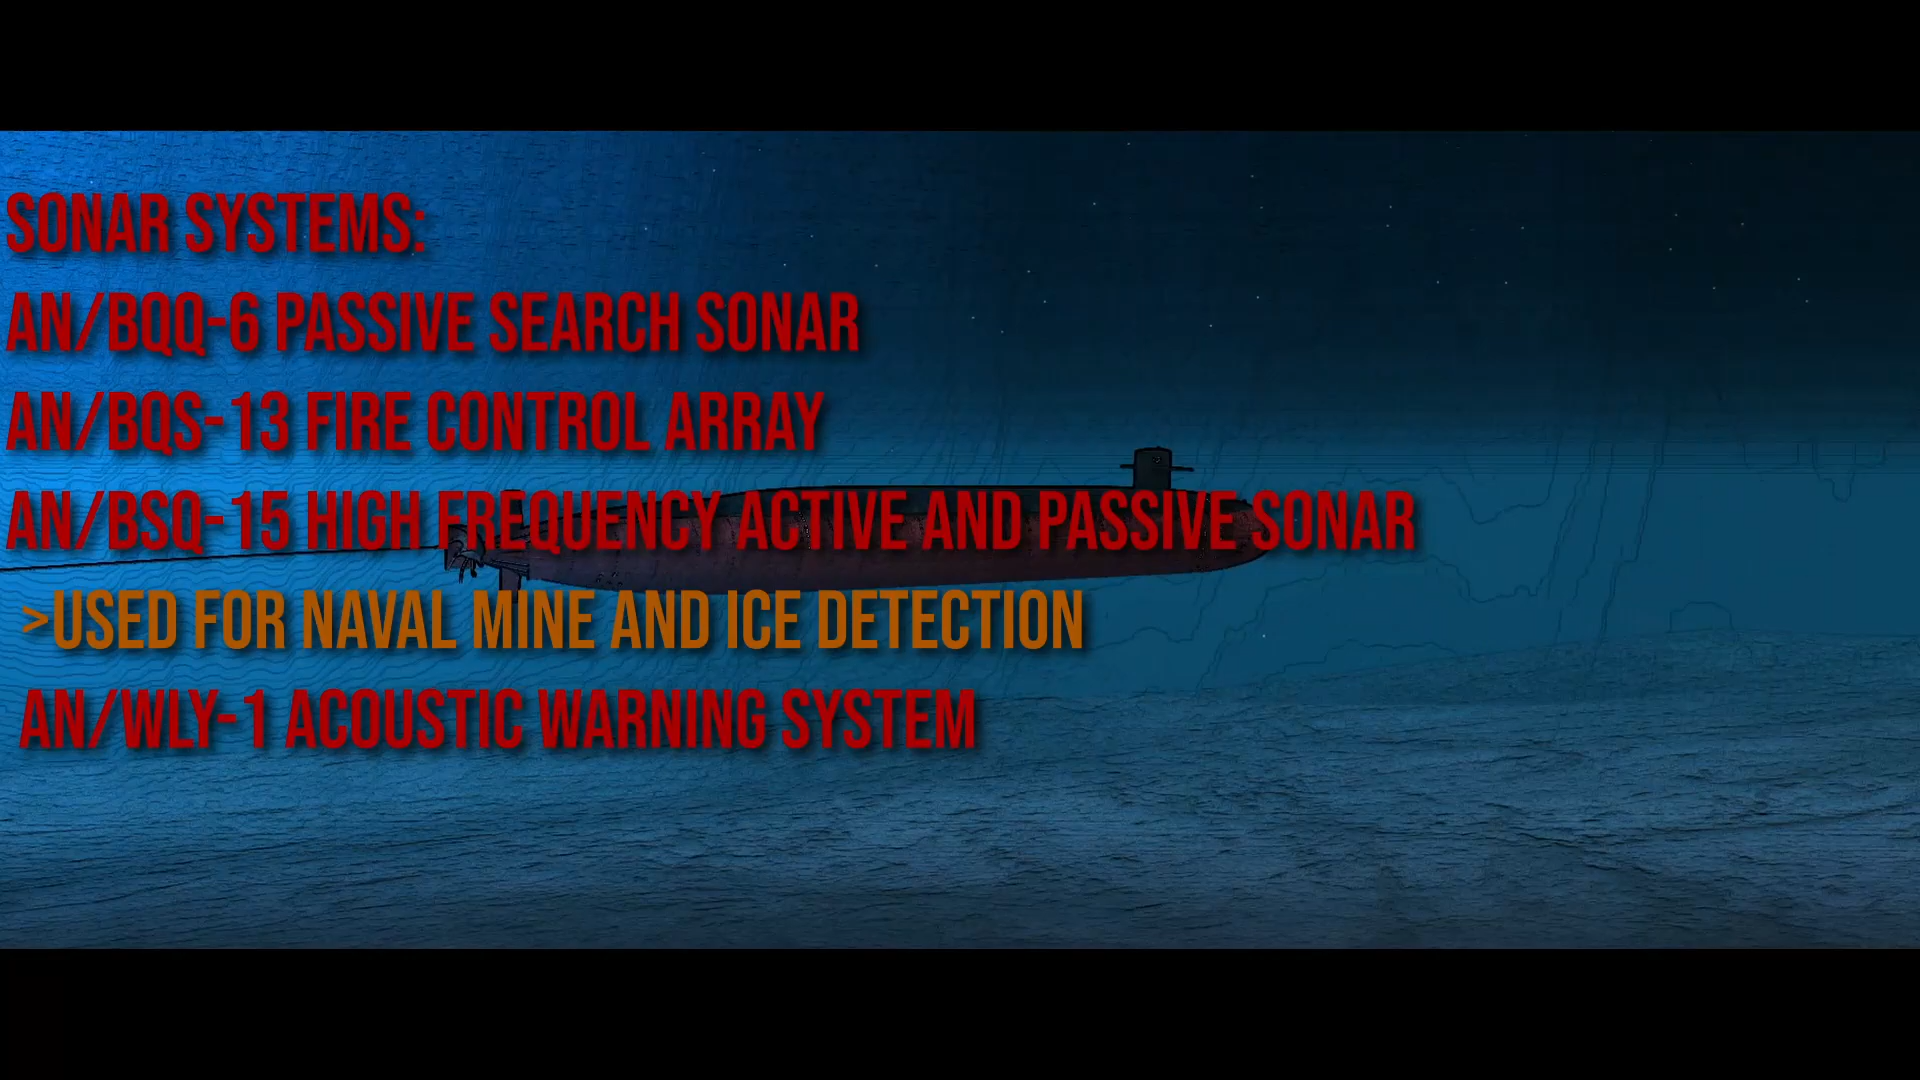 SONAR SYSTEMS:
AN/BQQ-6 PASSIVE SEARCH SONAR
AN/BQS-13 FIRE CONTROL ARRAY
AN/BSQ-15 HIGH FREQUENCY ACTIVE AND PASSIVE SONAR
>USED FOR NAVAL MINE AND ICE DETECTION
AN/WLY-1 ACOUSTIC WARNING SYSTEM